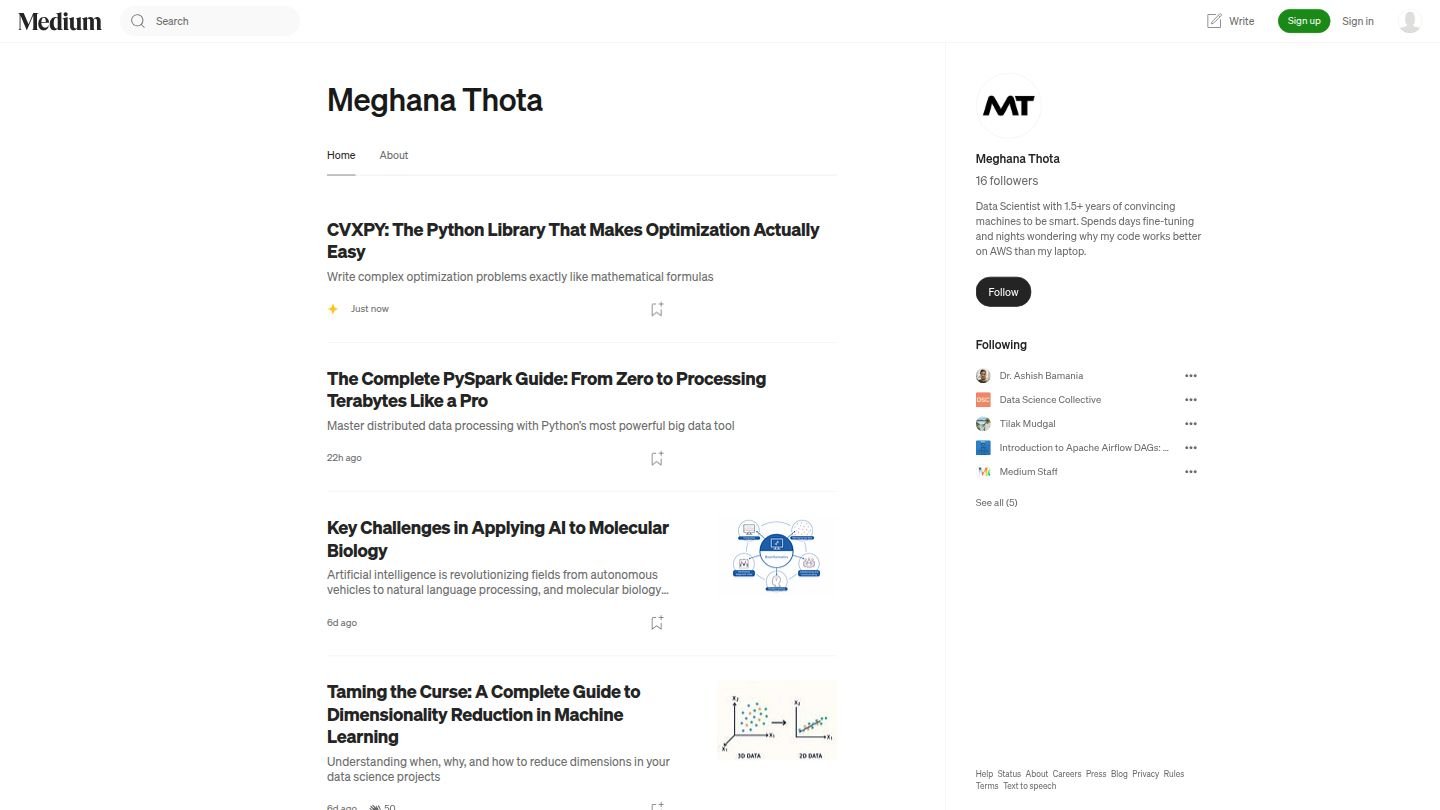 Medium
Search
Write
Sign up
Sign in
Meghana Thota
Home
About
CVXPY: The Python Library That Makes Optimization Actually
Easy
Write complex optimization problems exactly like mathematical formulas
Just now
The Complete PySpark Guide: From Zero to Processing
Terabytes Like a Pro
Master distributed data processing with Python's most powerful big data tool
22h ago
Key Challenges in Applying AI to Molecular
Biology
Artificial intelligence is revolutionizing fields from autonomous
vehicles to natural language processing, and molecular biology…
6d ago
Taming the Curse: A Complete Guide to
Dimensionality Reduction in Machine
Learning
Understanding when, why, and how to reduce dimensions in your
data science projects
3D DATA
2D DATA
6d ago
50
MT
Meghana Thota
16 followers
Data Scientist with 1.5+ years of convincing
machines to be smart. Spends days fine-tuning
and nights wondering why my code works better
on AWS than my laptop.
Follow
Following
Dr. Ashish Bamania
DSC
Data Science Collective
Tilak Mudgal
Introduction to Apache Airflow DAGs: …
Medium Staff
See all (5)
Help Status About Careers Press Blog Privacy Rules
Terms Text to speech